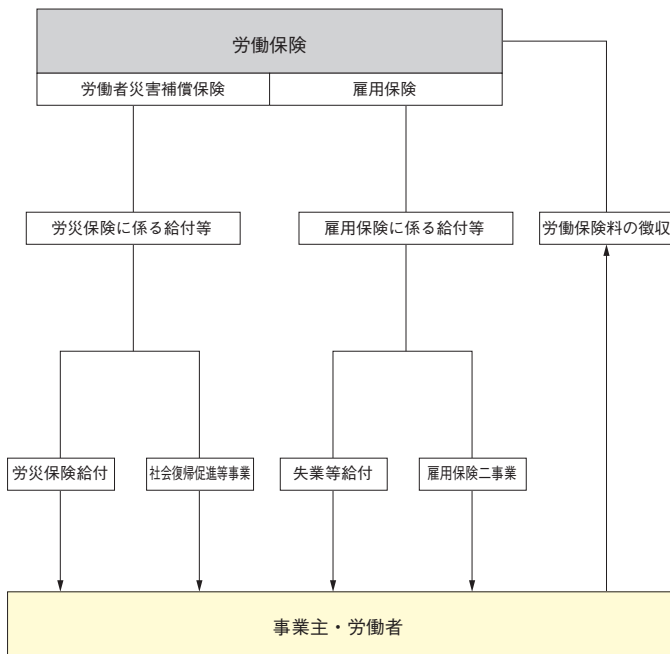 労働保険
労働者災害補償保険
雇用保険
労災保険に係る給付等
雇用保険に係る給付等
労働保険料の徴収
労災保険給付
社会復帰促進等事業
失業等給付
雇用保険二事業
事業主・労働者